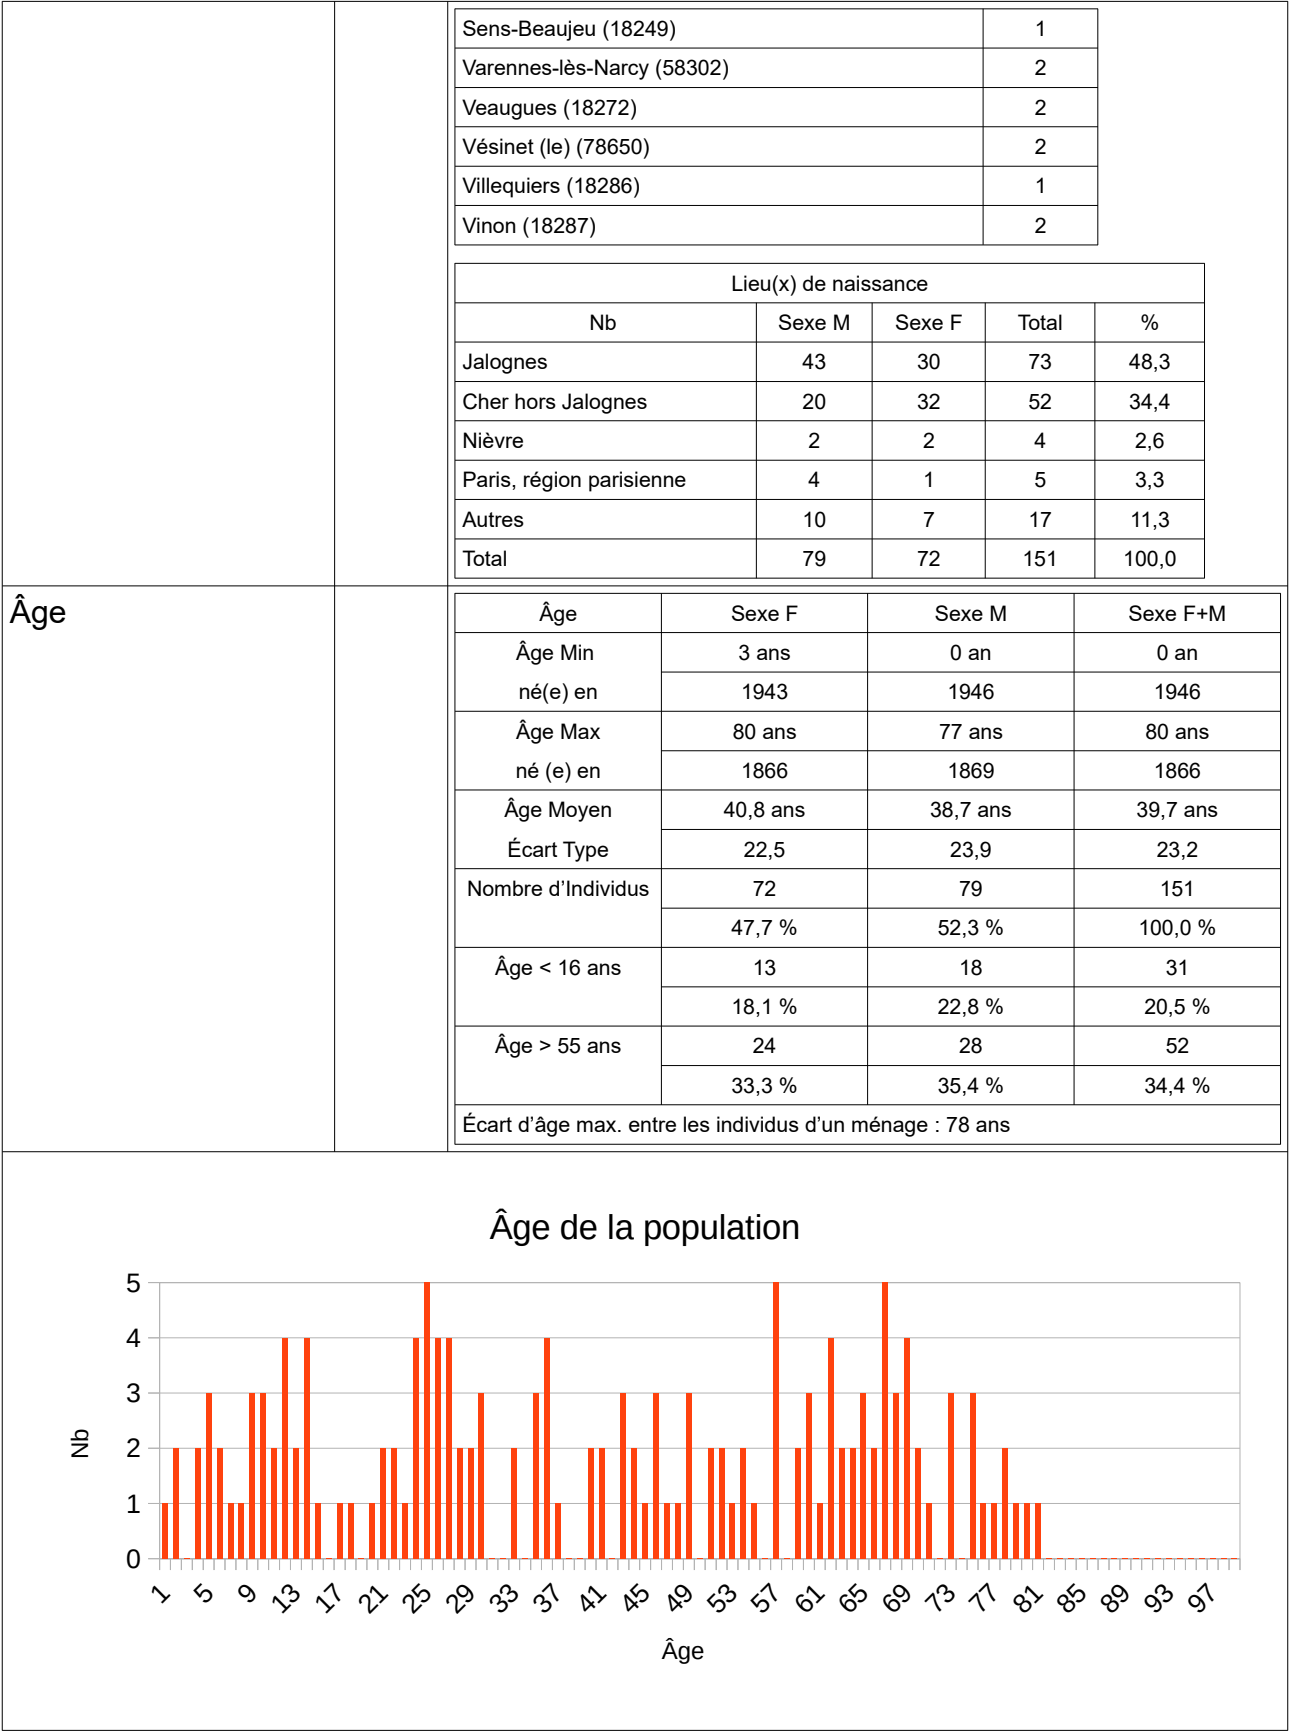 Sens-Beaujeu (18249) 1
Varennes-lès-Narcy (58302) 2
Veaugues (18272) 2
Vésinet (le) (78650) 2
Villequiers (18286) 1
Vinon (18287) 2
Lieu(x) de naissance
Nb Sexe M Sexe F Total %
Jalognes 43 30 73 48,3
Cher hors Jalognes 20 32 52 34,4
Nièvre 2 2 4 2,6
Paris, région parisienne 4 1 5 3,3
Autres 10 7 17 11,3
Total 79 72 151 100,0
Âge
Âge Sexe F Sexe M Sexe F+M
Âge Min 3 ans 0 an 0 an
né(e) en 1943 1946 1946
Âge Max 80 ans 77 ans 80 ans
né (e) en 1866 1869 1866
Âge Moyen 40,8 ans 38,7 ans 39,7 ans
Écart Type 22,5 23,9 23,2
Nombre d’Individus 72 79 151
47,7 % 52,3 % 100,0 %
Âge < 16 ans 13 18 31
18,1 % 22,8 % 20,5 %
Âge > 55 ans 24 28 52
33,3 % 35,4 % 34,4 %
Écart d’âge max. entre les individus d’un ménage : 78 ans
Âge de la population
5
4
3
2
1
0
Nb
1 5 9 13 17 21 25 29 33 37 41 45 49 53 57 61 65 69 73 77 81 85 89 93 97
Âge